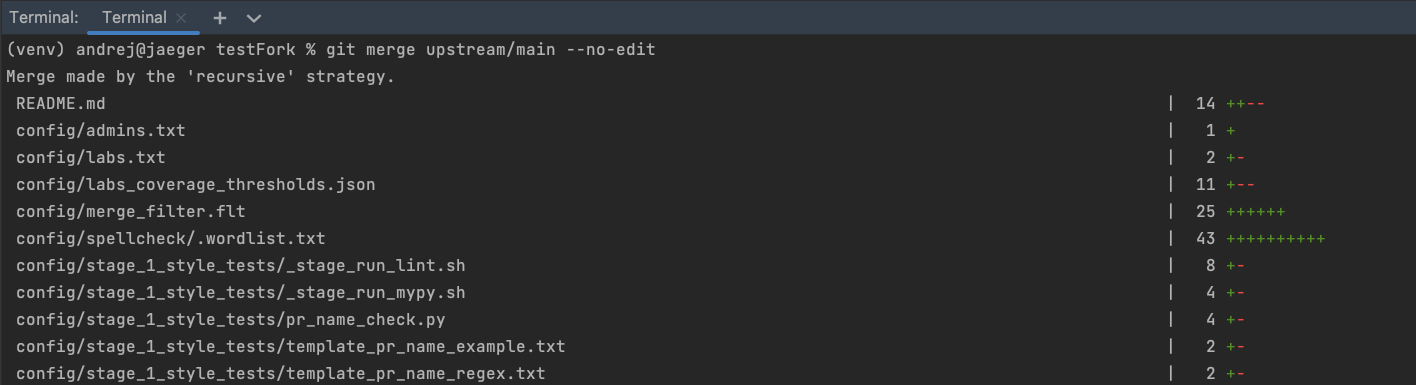 Terminal: Terminal × +
(venv) andrej@jaeger testFork % git merge upstream/main --no-edit
Merge made by the 'recursive' strategy.
README.md | 14 ++--
config/admins.txt | 1 +
config/labs.txt | 2 +-
config/labs_coverage_thresholds.json | 11 +--
config/merge_filter.flt | 25 ++++++
config/spellcheck/.wordlist.txt | 43 ++++++++++
config/stage_1_style_tests/_stage_run_lint.sh | 8 +-
config/stage_1_style_tests/_stage_run_mypy.sh | 4 +-
config/stage_1_style_tests/pr_name_check.py | 4 +-
config/stage_1_style_tests/template_pr_name_example.txt | 2 +-
config/stage_1_style_tests/template_pr_name_regex.txt | 2 +-